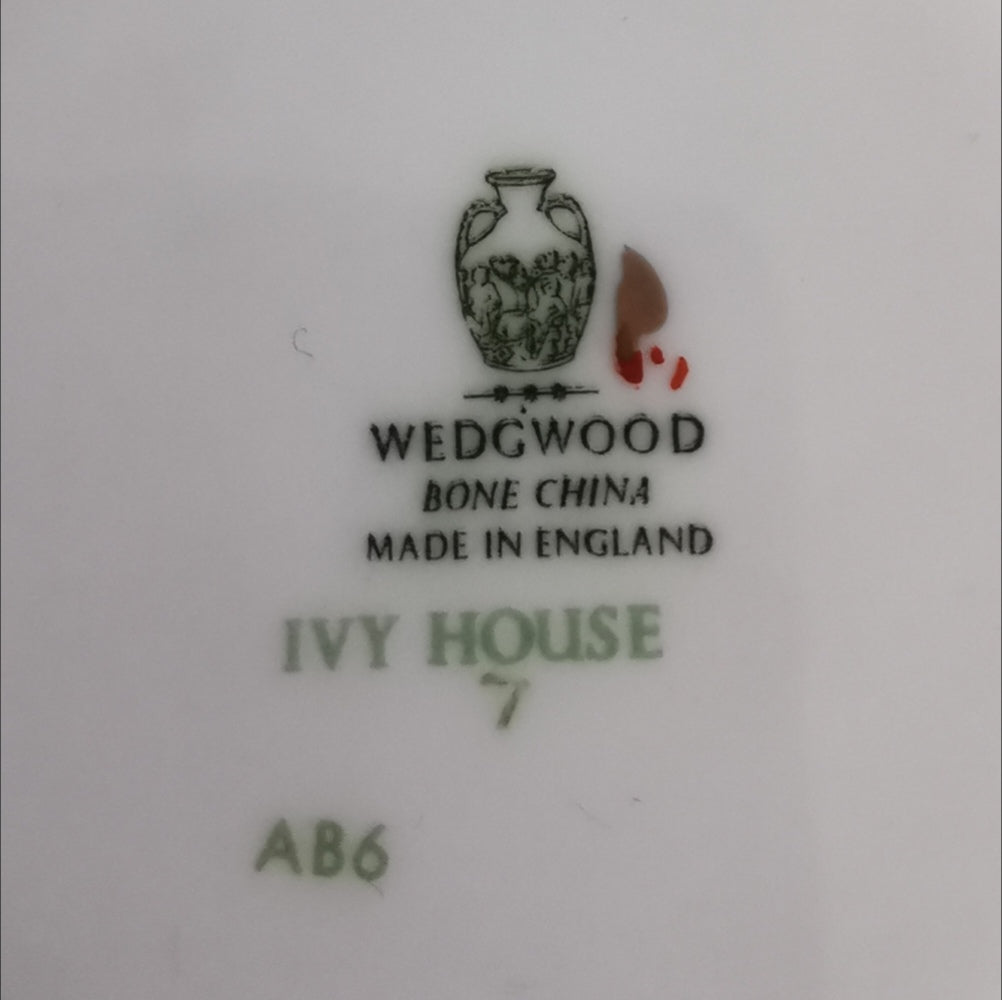 WEDGWOOD
BONE CHINA
MADE IN ENGLAND
IVY HOUSE
7
AB6